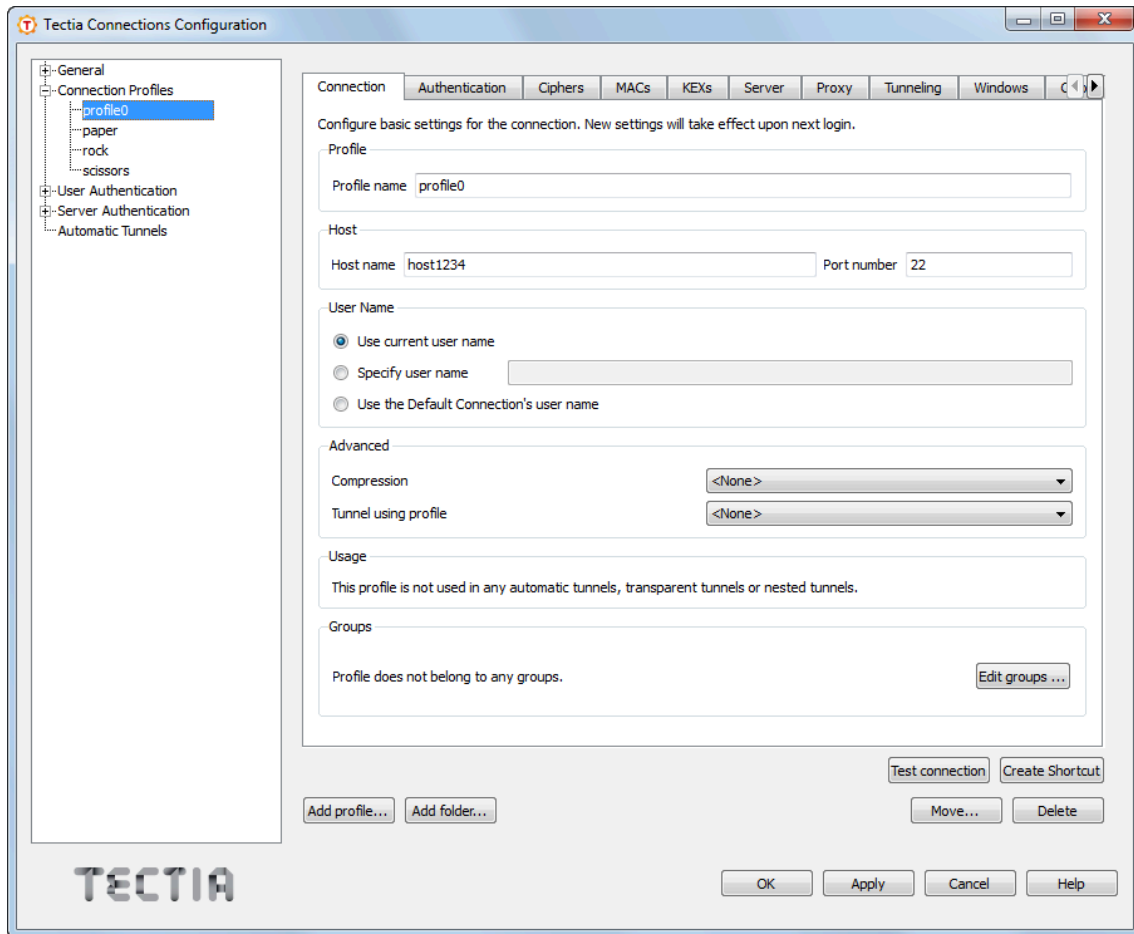 Tectia Connections Configuration
General
Connection Profiles
profile0
paper
rock
scissors
User Authentication
Server Authentication
Automatic Tunnels
Connection Authentication Ciphers MACs KEXs Server Proxy Tunneling Windows
Configure basic settings for the connection. New settings will take effect upon next login.
Profile
Profile name profile0
Host
Host name host1234 Port number 22
User Name
Use current user name
Specify user name
Use the Default Connection's user name
Advanced
Compression <None>
Tunnel using profile <None>
Usage
This profile is not used in any automatic tunnels, transparent tunnels or nested tunnels.
Groups
Profile does not belong to any groups. Edit groups ...
Test connection Create Shortcut
Add profile... Add folder... Move... Delete
TECTIA
OK Apply Cancel Help